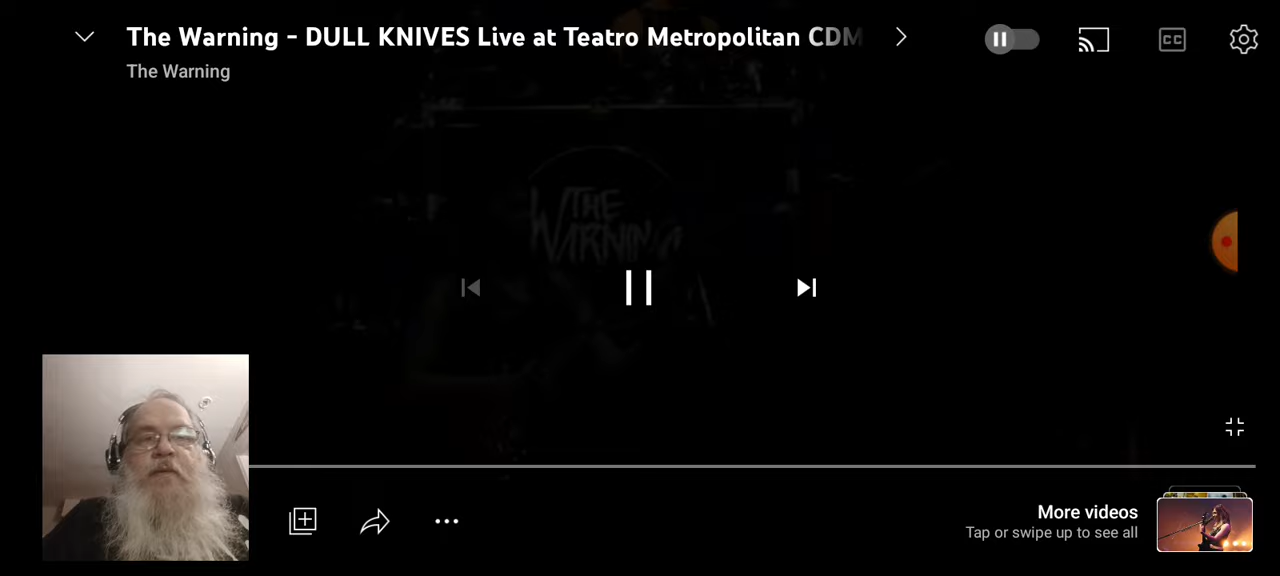 The Warning - DULL KNIVES Live at Teatro Metropolitan CDM
CC
The Warning
THE
WARNING
More videos
Tap or swipe up to see all